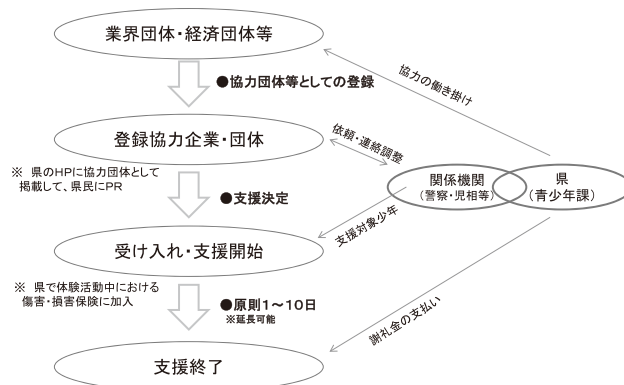 業界団体・経済団体等
協力の働き掛け
●協力団体等としての登録
登録協力企業・団体
依頼・連絡調整
※ 県のHPに協力団体として
掲載して、県民にPR
関係機関
（警察・児相等）
県
（青少年課）
●支援決定
支援対象少年
受け入れ・支援開始
※ 県で体験活動中における
傷害・損害保険に加入
●原則１～１０日
※延長可能
謝礼金の支払い
支援終了